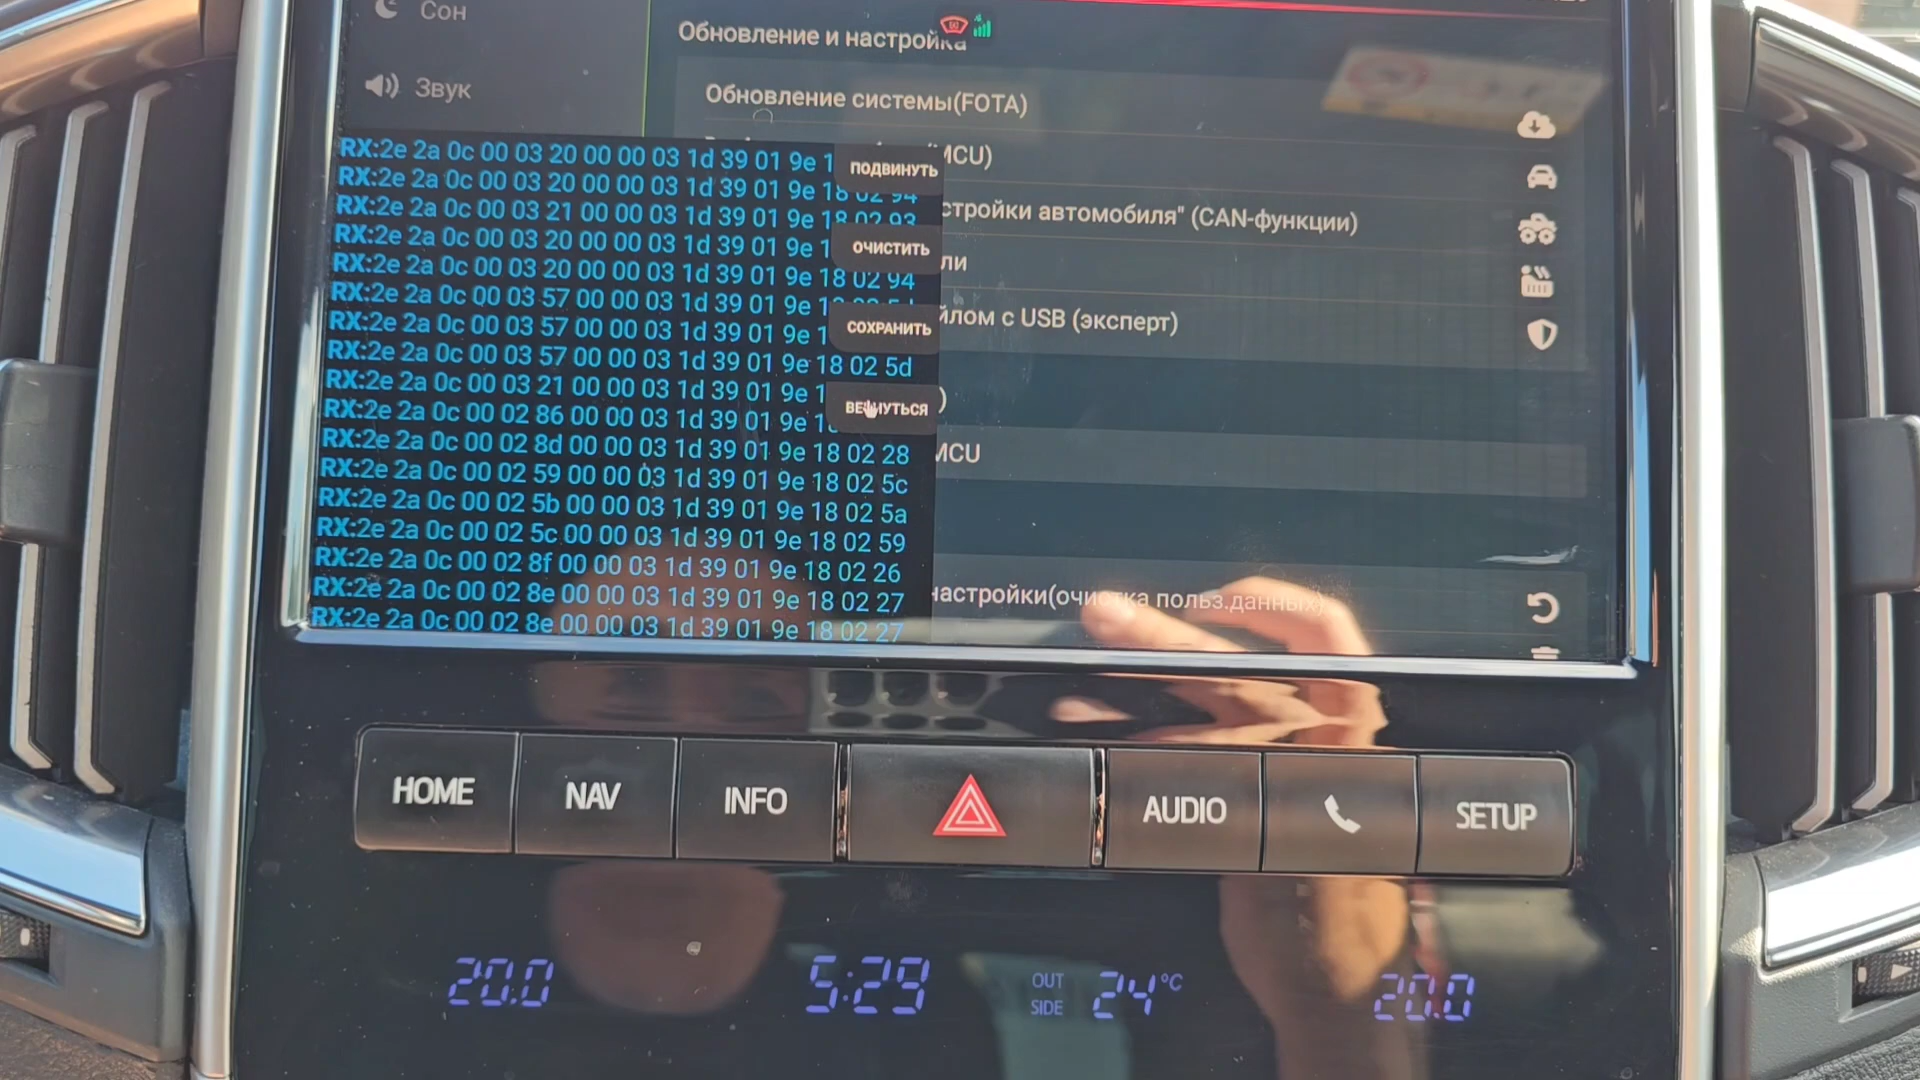 Сон
Звук
Обновление и настройка
Обновление системы(FOTA)
MCU)
стройки автомобиля" (CAN-функции)
ли
йлом с USB (эксперт)
)
MCU
настройки(очистка польз.данных)
RX:2e 2a 0c 00 03 20 00 00 03 1d 39 01 9e 1
RX:2e 2a 0c 00 03 20 00 00 03 1d 39 01 9e 18 02 94
RX:2e 2a 0c 00 03 21 00 00 03 1d 39 01 9e 18 02 93
RX:2e 2a 0c 00 03 20 00 00 03 1d 39 01 9e 1
RX:2e 2a 0c 00 03 20 00 00 03 1d 39 01 9e 18 02 94
RX:2e 2a 0c 00 03 57 00 00 03 1d 39 01 9e
RX:2e 2a 0c 00 03 57 00 00 03 1d 39 01 9e 1
RX:2e 2a 0c 00 03 57 00 00 03 1d 39 01 9e 18 02 5d
RX:2e 2a 0c 00 03 21 00 00 03 1d 39 01 9e 1
RX:2e 2a 0c 00 02 86 00 00 03 1d 39 01 9e
RX:2e 2a 0c 00 02 8d 00 00 03 1d 39 01 9e 18 02 28
RX:2e 2a 0c 00 02 59 00 00 03 1d 39 01 9e 18 02 5c
RX:2e 2a 0c 00 02 5b 00 00 03 1d 39 01 9e 18 02 5a
RX:2e 2a 0c 00 02 5c 00 00 03 1d 39 01 9e 18 02 59
RX:2e 2a 0c 00 02 8f 00 00 03 1d 39 01 9e 18 02 26
RX:2e 2a 0c 00 02 8e 00 00 03 1d 39 01 9e 18 02 27
RX:2e 2a 0c 00 02 8e 00 00 03 1d 39 01 9e 18 02 27
ПОДВИНУТЬ
ОЧИСТИТЬ
СОХРАНИТЬ
ВЕРНУТЬСЯ
HOME
NAV
INFO
AUDIO
SETUP
20.0
5:29
OUT SIDE 24°C
20.0